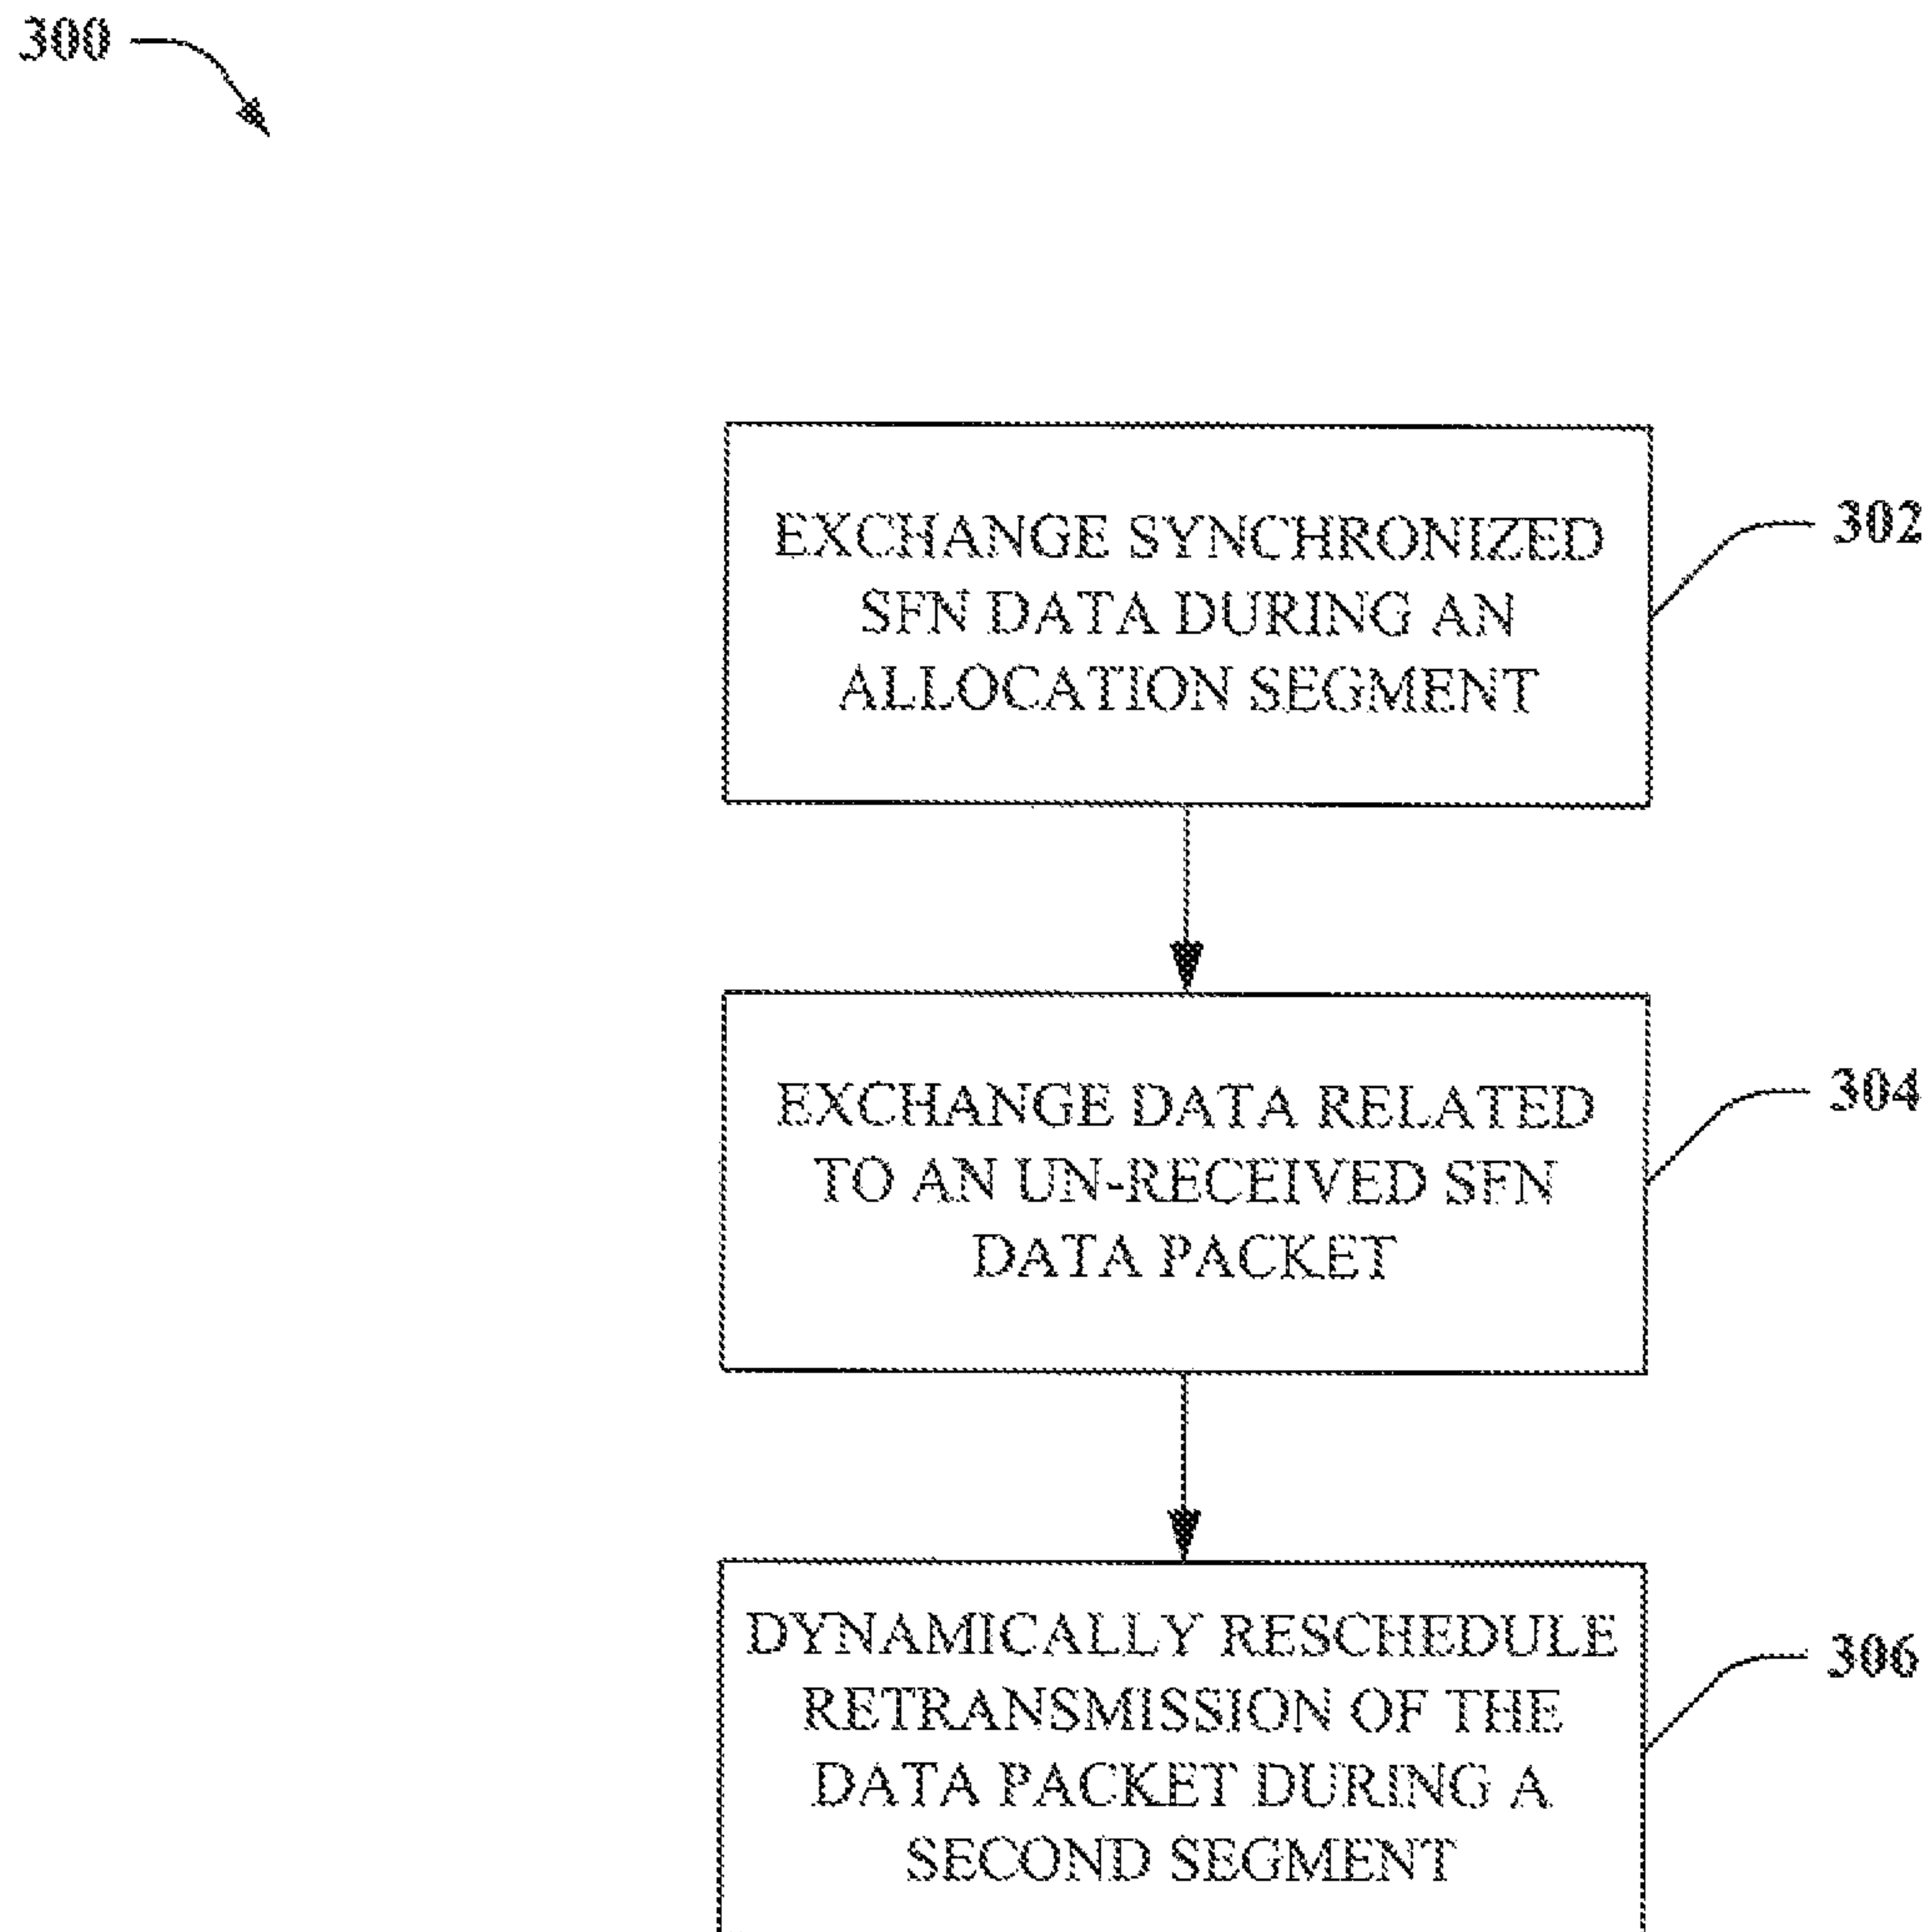 300
EXCHANGE SYNCHRONIZED
SFN DATA DURING AN
ALLOCATION SEGMENT
302
EXCHANGE DATA RELATED
TO AN UN-RECEIVED SFN
DATA PACKET
304
DYNAMICALLY RESCHEDULE
RETRANSMISSION OF THE
DATA PACKET DURING A
SECOND SEGMENT
306